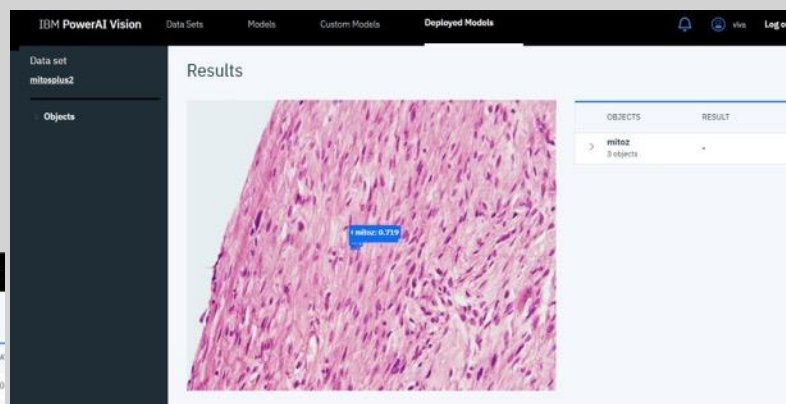 IBM PowerAI Vision Data Sets Models Custom Models Deployed Models viva Log
Data set
mitosplus2
Results
Objects
OBJECTS RESULT
mitoz
3 objects
-
mitoz: 0.719